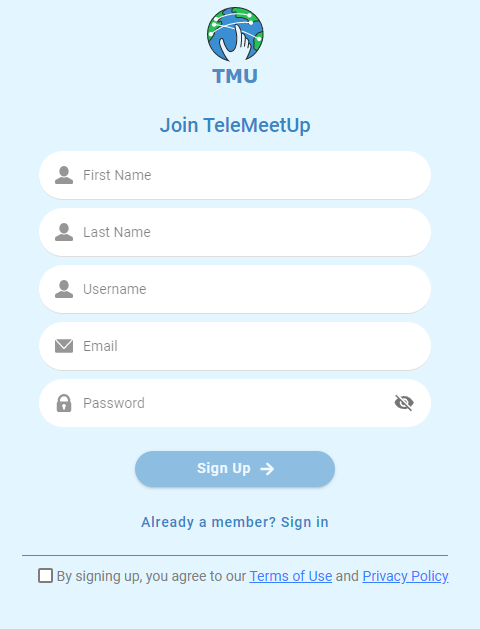 TMU
Join TeleMeetUp
First Name
Last Name
Username
Email
Password
Sign Up
Already a member? Sign in
By signing up, you agree to our Terms of Use and Privacy Policy